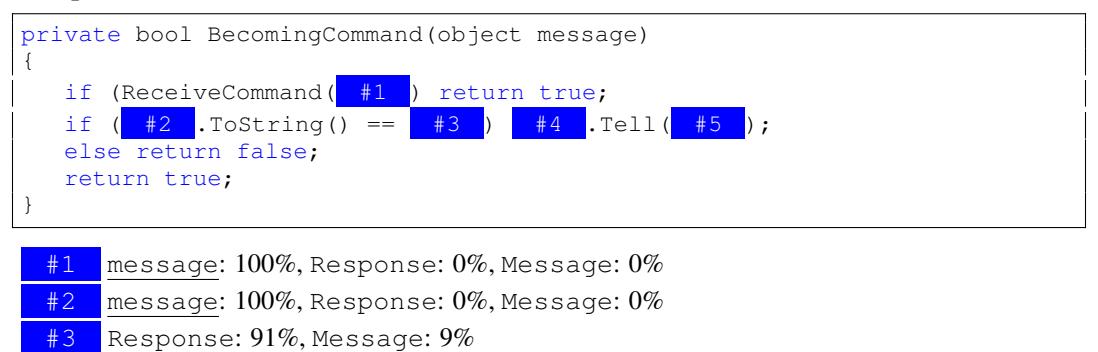 private bool BecomingCommand(object message)
{
if (ReceiveCommand( #1 ) return true;
if ( #2 .ToString() == #3 ) #4 .Tell( #5 );
else return false;
return true;
}
#1 message: 100%, Response: 0%, Message: 0%
#2 message: 100%, Response: 0%, Message: 0%
#3 Response: 91%, Message: 9%